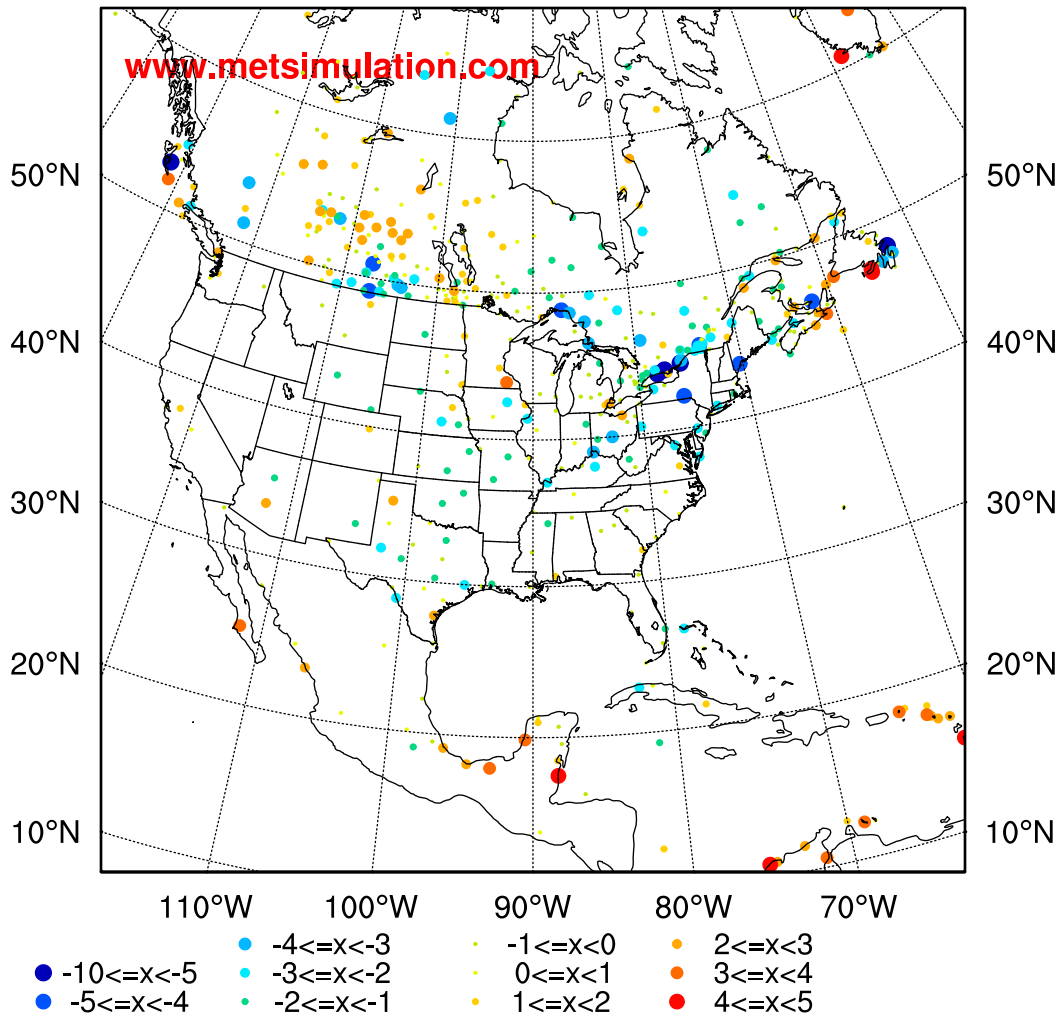 www.metsimulation.com
50°N 50°N
40°N 40°N
30°N 30°N
20°N 20°N
10°N 10°N
110°W 100°W 90°W 80°W 70°W
-4<=x<-3 -1<=x<0 2<=x<3
-10<=x<-5 -3<=x<-2 0<=x<1 3<=x<4
-5<=x<-4 -2<=x<-1 1<=x<2 4<=x<5